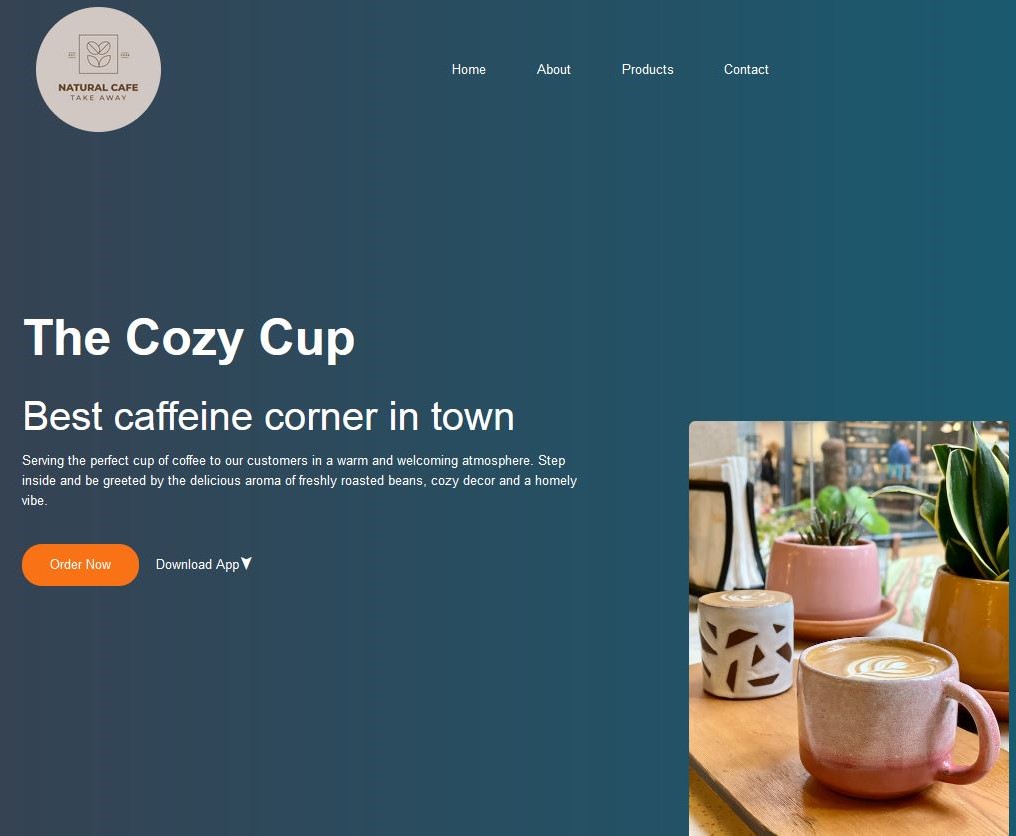 NATURAL CAFE
TAKE AWAY
Home About Products Contact
The Cozy Cup
Best caffeine corner in town
Serving the perfect cup of coffee to our customers in a warm and welcoming atmosphere. Step
inside and be greeted by the delicious aroma of freshly roasted beans, cozy decor and a homely
vibe.
Order Now Download App